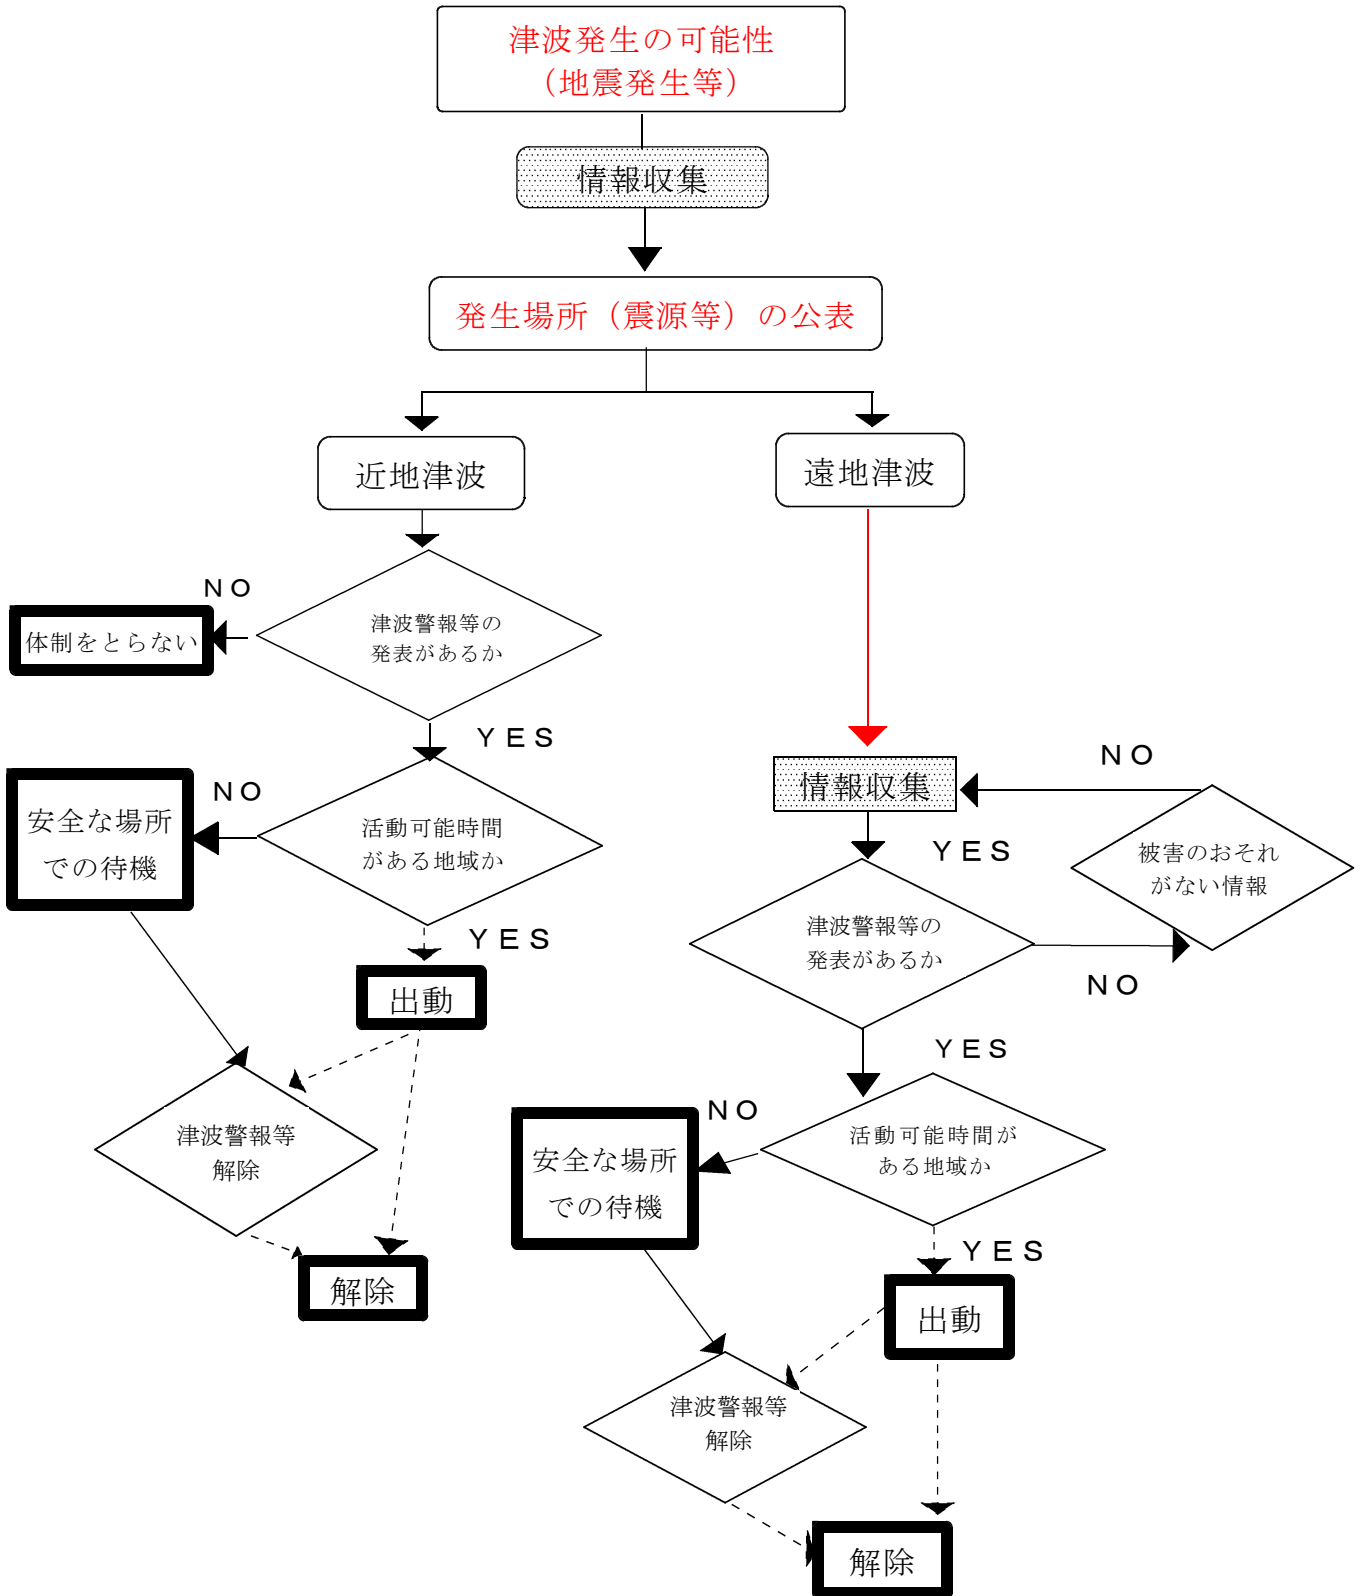 津波発生の可能性
（地震発生等）
情報収集
発生場所（震源等）の公表
近地津波
遠地津波
ＮＯ
津波警報等の
発表があるか
体制をとらない
ＹＥＳ
ＮＯ
安全な場所
での待機
活動可能時間
がある地域か
ＹＥＳ
出動
津波警報等
解除
解除
情報収集
ＮＯ
ＹＥＳ
被害のおそれ
がない情報
津波警報等の
発表があるか
ＮＯ
ＹＥＳ
ＮＯ
活動可能時間が
ある地域か
安全な場所
での待機
ＹＥＳ
出動
津波警報等
解除
解除